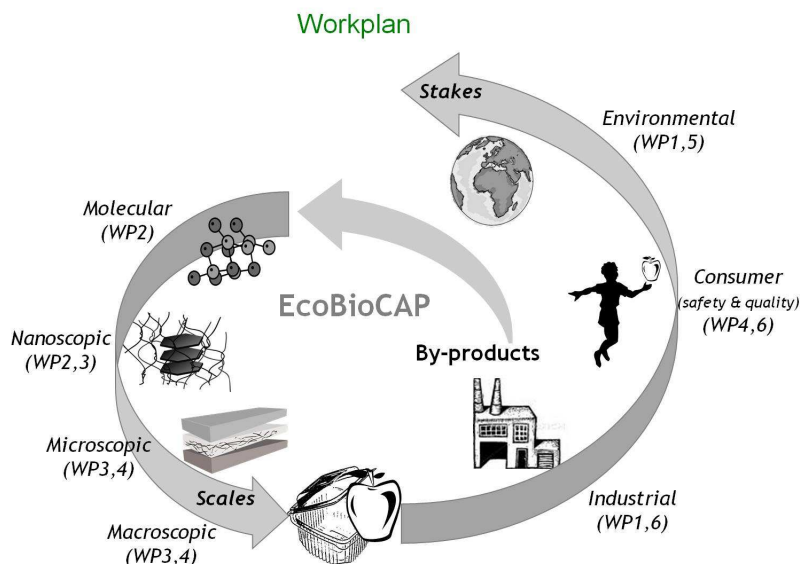 Workplan
Stakes
Environmental
(WP1,5)
Molecular
(WP2)
EcoBioCAP
Consumer
(safety & quality)
(WP4,6)
Nanoscopic
(WP2,3)
By-products
Microscopic
(WP3,4)
Scales
Industrial
(WP1,6)
Macroscopic
(WP3,4)